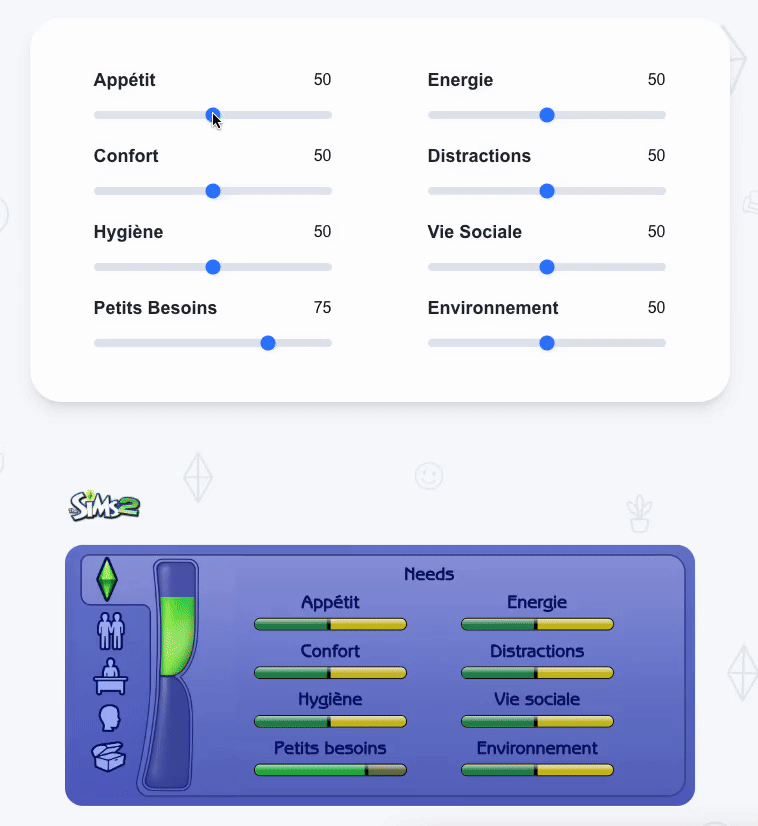 Appétit 50
Energie 50
Confort 50
Distractions 50
Hygiène 50
Vie Sociale 50
Petits Besoins 75
Environnement 50
The Sims 2
Needs
Appétit
Energie
Confort
Distractions
Hygiène
Vie sociale
Petits besoins
Environnement